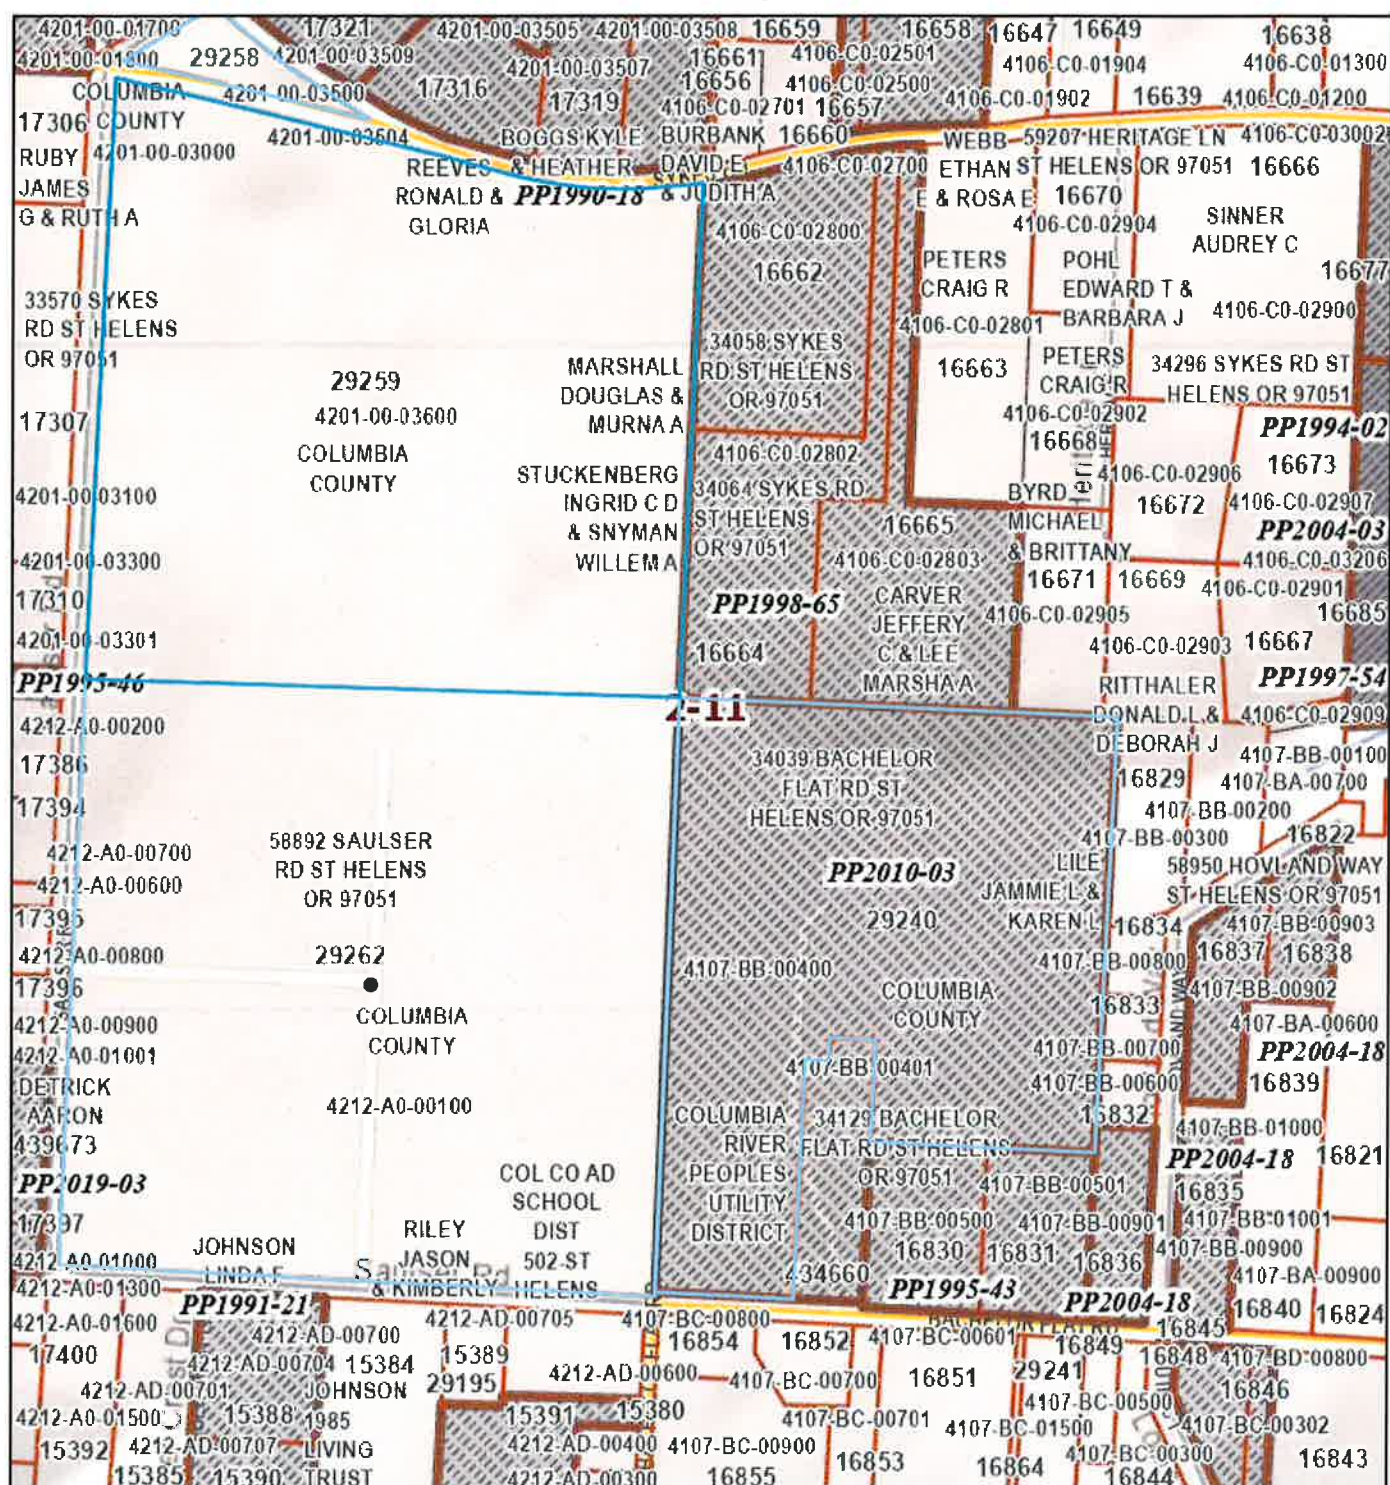 4201-00-01700
17321
4201-00-03505
4201-00-03508
16659
16658
16647
16649
16638
4201-00-01800
29258
4201-00-03509
4201-00-03507
16661
4106-C0-02501
4106-C0-01904
4106-C0-01300
16656
4106-C0-02500
COLUMBIA
COUNTY
4201-00-03500
17316
17319
4106-C0-02701
16657
4106-C0-01902
16639
4106-C0-01200
17306
4201-00-03504
BOGGS KYLE
& HEATHER
BURBANK
DAVID E
& JUDITH A
16660
WEBB
ETHAN
E & ROSA E
59207 HERITAGE LN
ST HELENS OR 97051
4106-C0-03002
RUBY
JAMES
G & RUTH A
4201-00-03000
REEVES
RONALD &
GLORIA
PP1990-18
4106-C0-02700
16666
16670
4106-C0-02904
SINNER
AUDREY C
4106-C0-02800
16662
PETERS
CRAIG R
POHL
EDWARD T &
BARBARA J
16677
33570 SYKES
RD ST HELENS
OR 97051
4106-C0-02801
4106-C0-02900
34058 SYKES
RD ST HELENS
OR 97051
MARSHALL
DOUGLAS &
MURNA A
16663
PETERS
CRAIG R
34296 SYKES RD ST
HELENS OR 97051
29259
4201-00-03600
COLUMBIA
COUNTY
17307
4106-C0-02902
16668
PP1994-02
4106-C0-02802
4106-C0-02906
16673
STUCKENBERG
INGRID C D
& SNYMAN
WILLEM A
34064 SYKES RD
ST HELENS
OR 97051
4201-00-03100
BYRD
MICHAEL
& BRITTANY
16672
4106-C0-02907
16665
4106-C0-02803
PP2004-03
4201-00-03300
4106-C0-03206
17310
PP1998-65
CARVER
JEFFERY
C & LEE
MARSHA A
16671
16669
4106-C0-02901
4106-C0-02905
16685
4201-00-03301
16664
4106-C0-02903
16667
PP1995-46
2-11
RITTHALER
DONALD L &
DEBORAH J
PP1997-54
4212-A0-00200
4106-C0-02909
17386
34039 BACHELOR
FLAT RD ST
HELENS OR 97051
4107-BB-00100
16829
4107-BA-00700
17394
4107-BB-00200
58892 SAULSER
RD ST HELENS
OR 97051
4107-BB-00300
16822
4212-A0-00700
PP2010-03
LILE
JAMMIE L &
KAREN L
58950 HOVLAND WAY
ST HELENS OR 97051
4212-A0-00600
29240
17395
16834
4107-BB-00903
4212-A0-00800
29262
4107-BB-00400
4107-BB-00800
16837
16838
17396
COLUMBIA
COUNTY
COLUMBIA
COUNTY
4107-BB-00902
16833
4212-A0-00900
4107-BA-00600
4212-A0-01001
4107-BB-00401
4107-BB-00700
PP2004-18
DETRICK
AARON
4107-BB-00600
16839
4212-A0-00100
COLUMBIA
RIVER
PEOPLES
UTILITY
DISTRICT
34129 BACHELOR
FLAT RD ST HELENS
OR 97051
16832
4107-BB-01000
439673
PP2004-18
16821
PP2019-03
COL CO AD
SCHOOL
DIST
502-ST
HELENS
4107-BB-00501
16835
17397
4107-BB-00500
4107-BB-00901
4107-BB-01001
JOHNSON
LINDA F
RILEY
JASON
& KIMBERLY
16830
16831
16836
4107-BB-00900
4212-A0-01000
434660
4107-BA-00900
4212-A0-01300
PP1991-21
PP1995-43
PP2004-18
16840
16824
4212-A0-01600
4212-AD-00700
4212-AD-00705
4107-BC-00800
16854
16852
4107-BC-00601
16849
16845
17400
4212-AD-00704
15384
15389
16848
4107-BD-00800
4212-AD-00701
JOHNSON
1985
LIVING
TRUST
29195
4212-AD-00600
4107-BC-00700
16851
29241
16846
4212-A0-01500
15388
15391
15380
4107-BC-00701
4107-BC-00500
4107-BC-00302
15392
4212-AD-00707
4212-AD-00400
4107-BC-00900
4107-BC-01500
4107-BC-00300
15385
15390
4212-AD-00300
16855
16853
16864
16844
16843